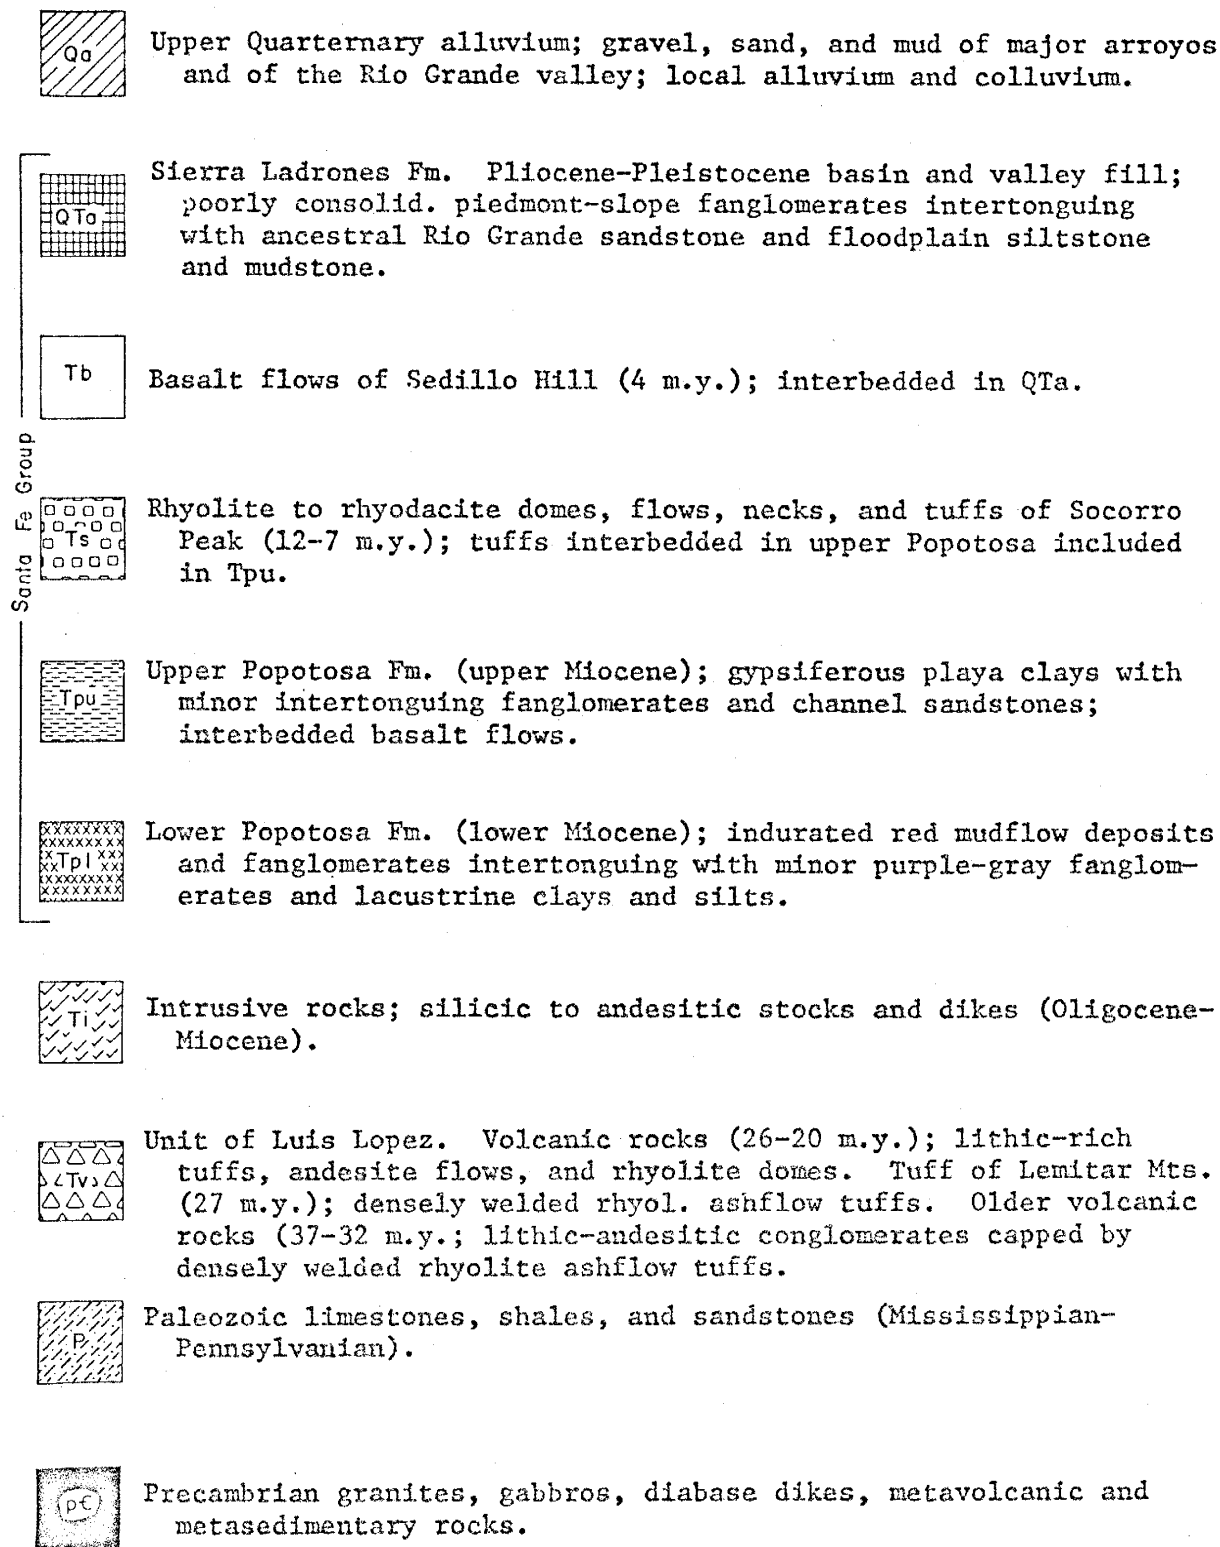 Qa
Upper Quarternary alluvium; gravel, sand, and mud of major arroyos
and of the Rio Grande valley; local alluvium and colluvium.
Santa Fe Group
QTa
Sierra Ladrones Fm. Pliocene-Pleistocene basin and valley fill;
poorly consolid. piedmont-slope fanglomerates intertonguing
with ancestral Rio Grande sandstone and floodplain siltstone
and mudstone.
Tb
Basalt flows of Sedillo Hill (4 m.y.); interbedded in QTa.
Ts
Rhyolite to rhyodacite domes, flows, necks, and tuffs of Socorro
Peak (12-7 m.y.); tuffs interbedded in upper Popotosa included
in Tpu.
Tpu
Upper Popotosa Fm. (upper Miocene); gypsiferous playa clays with
minor intertonguing fanglomerates and channel sandstones;
interbedded basalt flows.
Tpl
Lower Popotosa Fm. (lower Miocene); indurated red mudflow deposits
and fanglomerates intertonguing with minor purple-gray fanglom-
erates and lacustrine clays and silts.
Ti
Intrusive rocks; silicic to andesitic stocks and dikes (Oligocene-
Miocene).
Tv
Unit of Luis Lopez. Volcanic rocks (26-20 m.y.); lithic-rich
tuffs, andesite flows, and rhyolite domes. Tuff of Lemitar Mts.
(27 m.y.); densely welded rhyol. ashflow tuffs. Older volcanic
rocks (37-32 m.y.; lithic-andesitic conglomerates capped by
densely welded rhyolite ashflow tuffs.
P
Paleozoic limestones, shales, and sandstones (Mississippian-
Pennsylvanian).
p€
Precambrian granites, gabbros, diabase dikes, metavolcanic and
metasedimentary rocks.